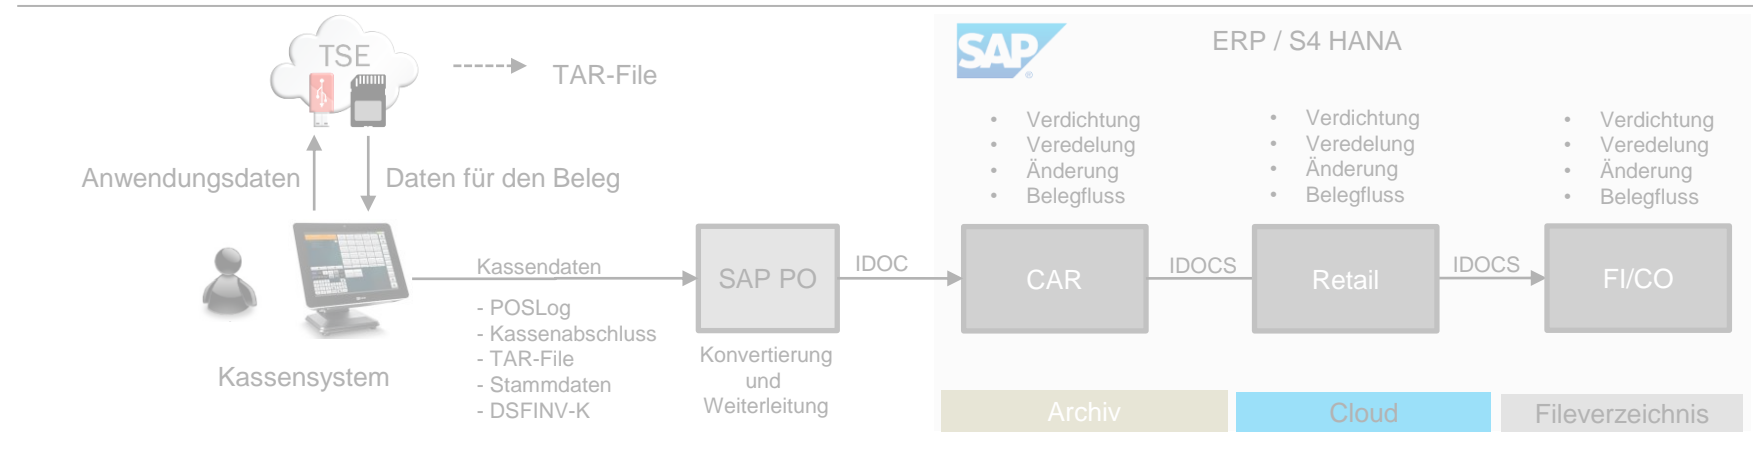 TSE
TAR-File
Anwendungsdaten
Daten für den Beleg
Kassensystem
Kassendaten
- POSLog
- Kassenabschluss
- TAR-File
- Stammdaten
- DSFINV-K
SAP PO
Konvertierung
und
Weiterleitung
IDOC
SAP
®
ERP / S4 HANA
• Verdichtung
• Veredelung
• Änderung
• Belegfluss
CAR
IDOCS
• Verdichtung
• Veredelung
• Änderung
• Belegfluss
Retail
IDOCS
• Verdichtung
• Veredelung
• Änderung
• Belegfluss
FI/CO
Archiv
Cloud
Fileverzeichnis